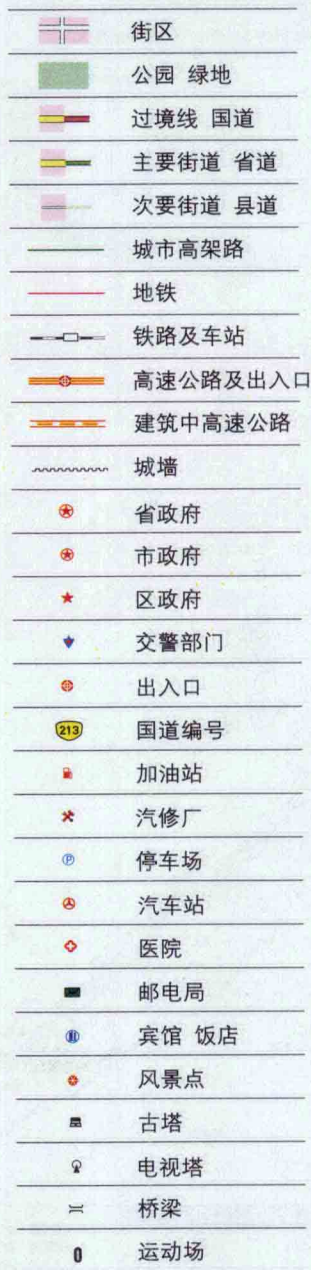 街区
公园 绿地
过境线 国道
主要街道 省道
次要街道 县道
城市高架路
地铁
铁路及车站
高速公路及出入口
建筑中高速公路
城墙
省政府
市政府
区政府
交警部门
出入口
213 国道编号
加油站
汽修厂
P 停车场
汽车站
医院
邮电局
宾馆 饭店
风景点
古塔
电视塔
桥梁
运动场